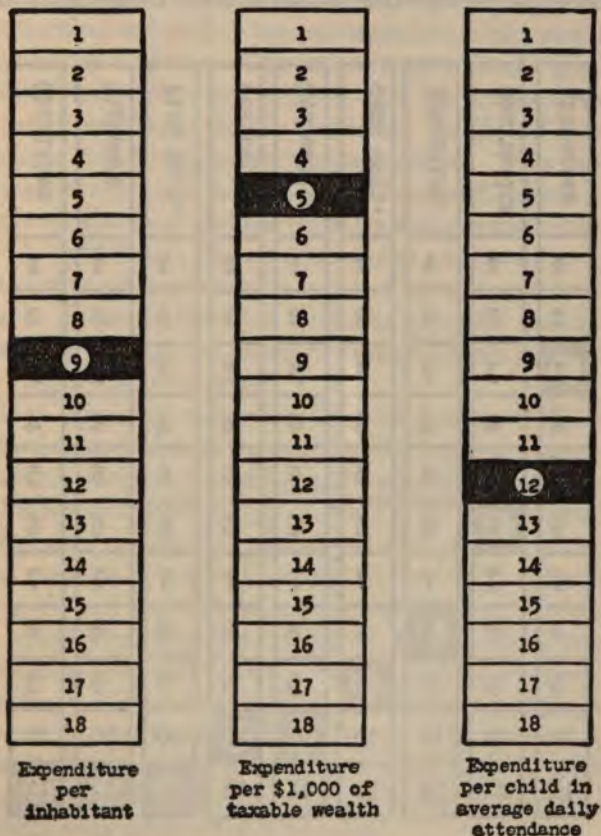 1 1 1
2 2 2
3 3 3
4 4 4
5 5 5
6 6 6
7 7 7
8 8 8
9 9 9
10 10 10
11 11 11
12 12 12
13 13 13
14 14 14
15 15 15
16 16 16
17 17 17
18 18 18
Expenditure
per
inhabitant
Expenditure
per $1,000 of
taxable wealth
Expenditure
per child in
average daily
attendance